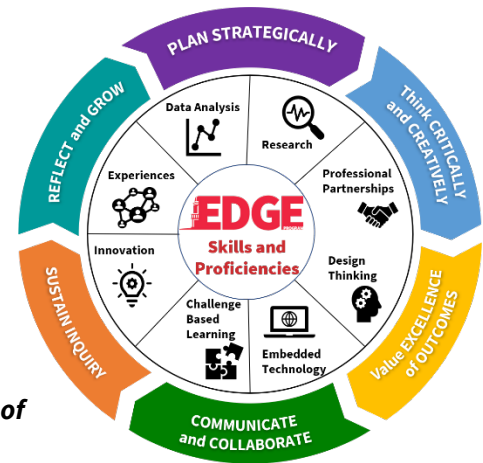 PLAN STRATEGICALLY
Think CRITICALLY
and CREATIVELY
Value EXCELLENCE
of OUTCOMES
COMMUNICATE
and COLLABORATE
SUSTAIN INQUIRY
REFLECT and GROW
Data Analysis
Research
Professional
Partnerships
Design
Thinking
Embedded
Technology
Challenge
Based
Learning
Innovation
Experiences
EDGE
PROGRAM
Skills and
Proficiencies
of